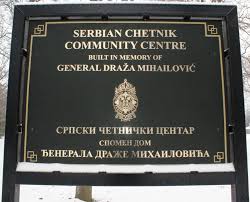 SERBIAN CHETNIK
COMMUNITY CENTRE
BUILT IN MEMORY OF
GENERAL DRAŽA MIHAILOVIĆ
СРПСКИ ЧЕТНИЧКИ ЦЕНТАР
СПОМЕН ДОМ
ЂЕНЕРАЛА ДРАЖЕ МИХАИЛОВИЋА